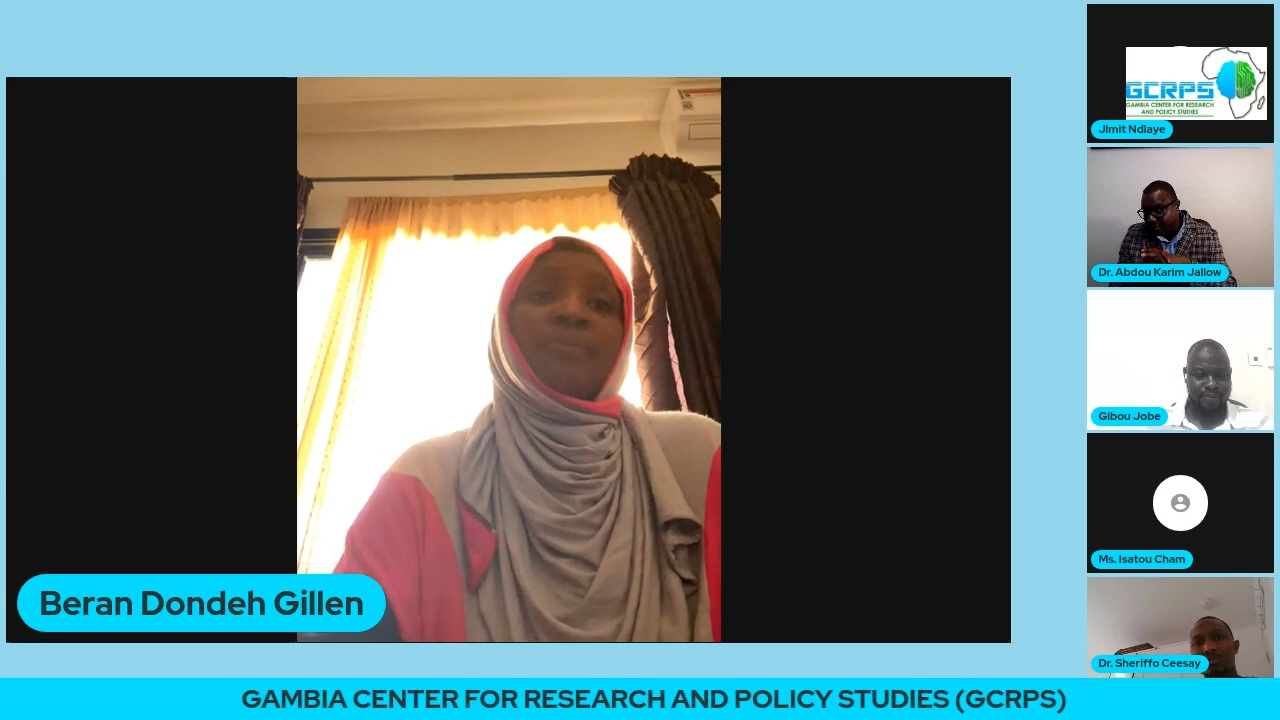 GCRPS
GAMBIA CENTER FOR RESEARCH
AND POLICY STUDIES
Jimit Ndiaye
Dr. Abdou Karim Jallow
Gibou Jobe
Ms. Isatou Cham
Dr. Sheriffo Ceesay
Beran Dondeh Gillen
GAMBIA CENTER FOR RESEARCH AND POLICY STUDIES (GCRPS)